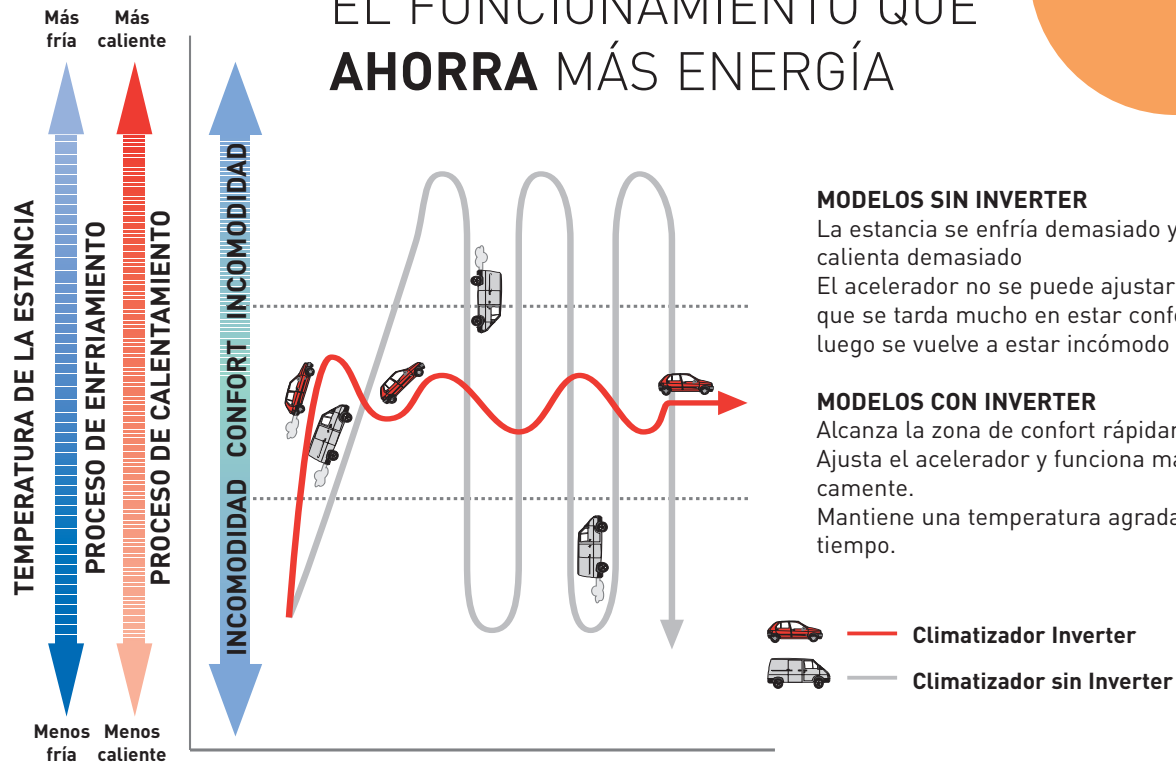 EL FUNCIONAMIENTO QUE
AHORRA MÁS ENERGÍA
Más
fría
Más
caliente
TEMPERATURA DE LA ESTANCIA
PROCESO DE ENFRIAMIENTO
PROCESO DE CALENTAMIENTO
INCOMODIDAD
CONFORT
INCOMODIDAD
Menos
fría
Menos
caliente
MODELOS SIN INVERTER
La estancia se enfría demasiado y
calienta demasiado
El acelerador no se puede ajustar
que se tarda mucho en estar
luego se vuelve a estar incómodo
MODELOS CON INVERTER
Alcanza la zona de confort
Ajusta el acelerador y funciona
camente.
Mantiene una temperatura
tiempo.
Climatizador Inverter
Climatizador sin Inverter